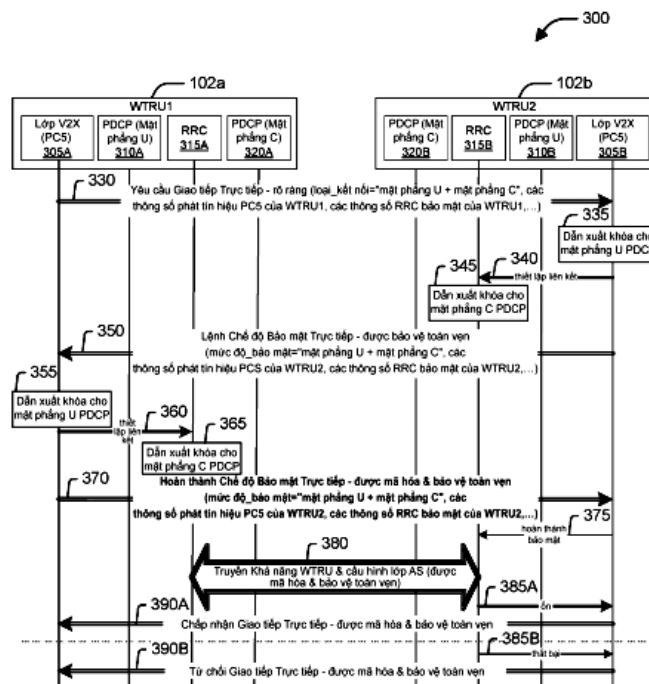 300
102a
102b
WTRU1
WTRU2
Lớp V2X
(PC5)
305A
PDCP (Mặt
phẳng U)
310A
RRC
315A
PDCP (Mặt
phẳng C)
320A
PDCP (Mặt
phẳng C)
320B
RRC
315B
PDCP (Mặt
phẳng U)
310B
Lớp V2X
(PC5)
305B
330
Yêu cầu Giao tiếp Trực tiếp - rõ ràng (loại_kết nối="mặt phẳng U + mặt phẳng C", các
thông số phát tín hiệu PC5 của WTRU1, các thông số RRC bảo mật của WTRU1,...)
335
Dẫn xuất khóa cho
mặt phẳng U PDCP
340
thiết lập liên kết
345
Dẫn xuất khóa cho
mặt phẳng C PDCP
350
Lệnh Chế độ Bảo mật Trực tiếp - được bảo vệ toàn vẹn
(mức độ_bảo mật="mặt phẳng U + mặt phẳng C", các
thông số phát tín hiệu PC5 của WTRU2, các thông số RRC bảo mật của WTRU2,...)
355
Dẫn xuất khóa cho
mặt phẳng U PDCP
thiết
lập liên
kết
360
365
Dẫn xuất khóa cho
mặt phẳng C PDCP
370
Hoàn thành Chế độ Bảo mật Trực tiếp - được mã hóa & bảo vệ toàn vẹn
(mức độ_bảo mật="mặt phẳng U + mặt phẳng C", các
thông số phát tín hiệu PC5 của WTRU2, các thông số RRC bảo mật của WTRU2,...)
375
hoàn thành
bảo mật
380
Truyền Khả năng WTRU & cấu hình lớp AS (được
mã hóa & bảo vệ toàn vẹn)
385A
ổn
390A
Chấp nhận Giao tiếp Trực tiếp - được mã hóa & bảo vệ toàn vẹn
385B
thất bại
390B
Từ chối Giao tiếp Trực tiếp - được mã hóa & bảo vệ toàn vẹn